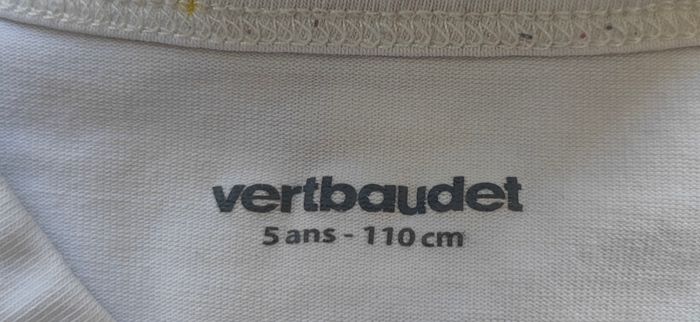 vertbaudet
5 ans - 110 cm